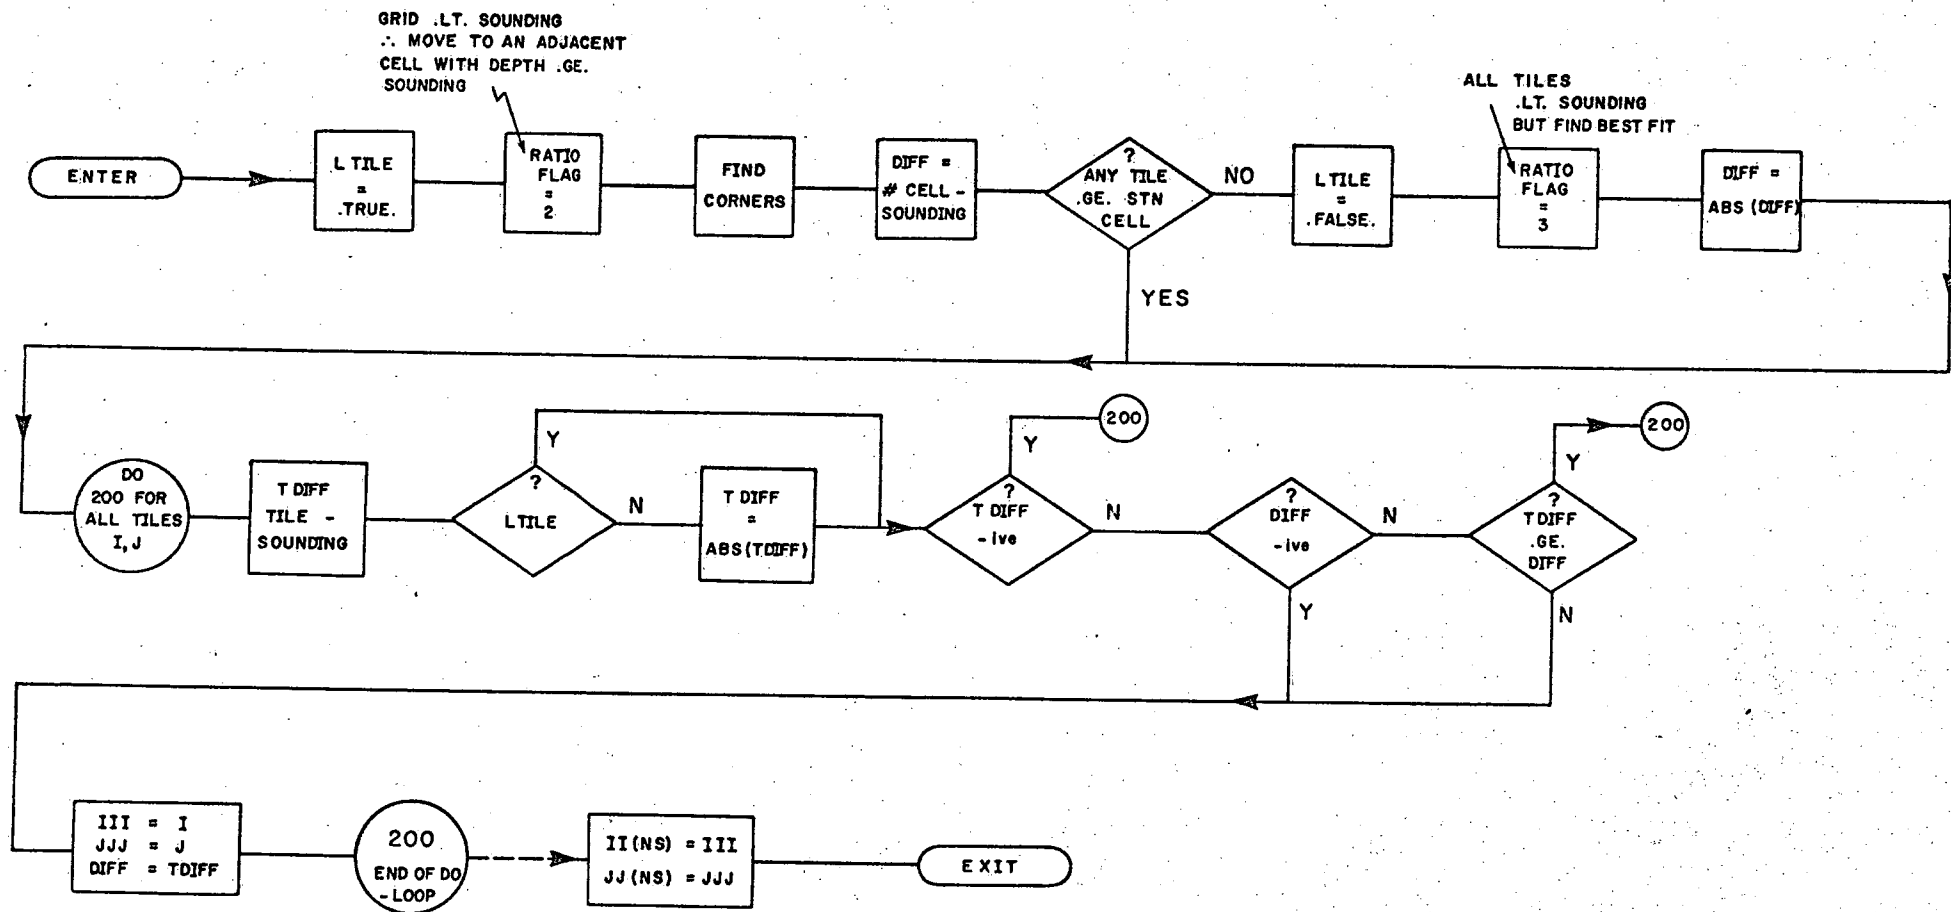 GRID .LT. SOUNDING
∴ MOVE TO AN ADJACENT
CELL WITH DEPTH .GE.
SOUNDING
ALL TILES
.LT. SOUNDING
BUT FIND BEST FIT
ENTER
L TILE
=
.TRUE.
RATIO
FLAG
=
2
FIND
CORNERS
DIFF =
# CELL -
SOUNDING
?
ANY TILE
.GE. STN
CELL
NO
YES
LTILE
=
.FALSE.
RATIO
FLAG
=
3
DIFF =
ABS (DIFF)
DO
200 FOR
ALL TILES
I, J
T DIFF
TILE -
SOUNDING
Y
?
LTILE
N
T DIFF
=
ABS(TDIFF)
200
Y
?
T DIFF
- ive
N
?
DIFF
- ive
N
Y
200
Y
?
TDIFF
.GE.
DIFF
N
III = I
JJJ = J
DIFF = TDIFF
200
END OF DO
- LOOP
II(NS) = III
JJ(NS) = JJJ
EXIT